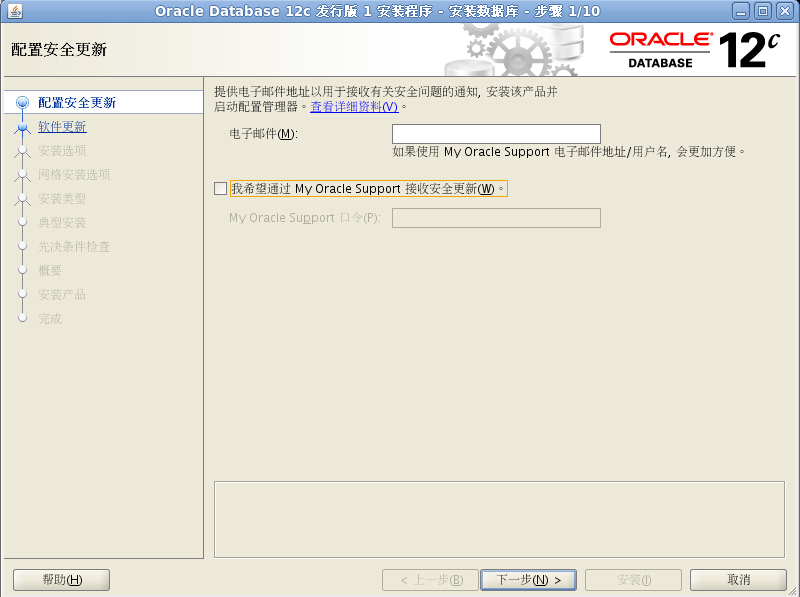 Oracle Database 12c 发行版 1 安装程序 - 安装数据库 - 步骤 1/10
配置安全更新
ORACLE®
DATABASE
12c
配置安全更新
软件更新
安装选项
网格安装选项
安装类型
典型安装
先决条件检查
概要
安装产品
完成
提供电子邮件地址以用于接收有关安全问题的通知, 安装该产品并
启动配置管理器。查看详细资料(V)。
电子邮件(M):
如果使用 My Oracle Support 电子邮件地址/用户名, 会更加方便。
我希望通过 My Oracle Support 接收安全更新(W)。
My Oracle Support 口令(P):
帮助(H)
< 上一步(B)
下一步(N) >
安装(I)
取消